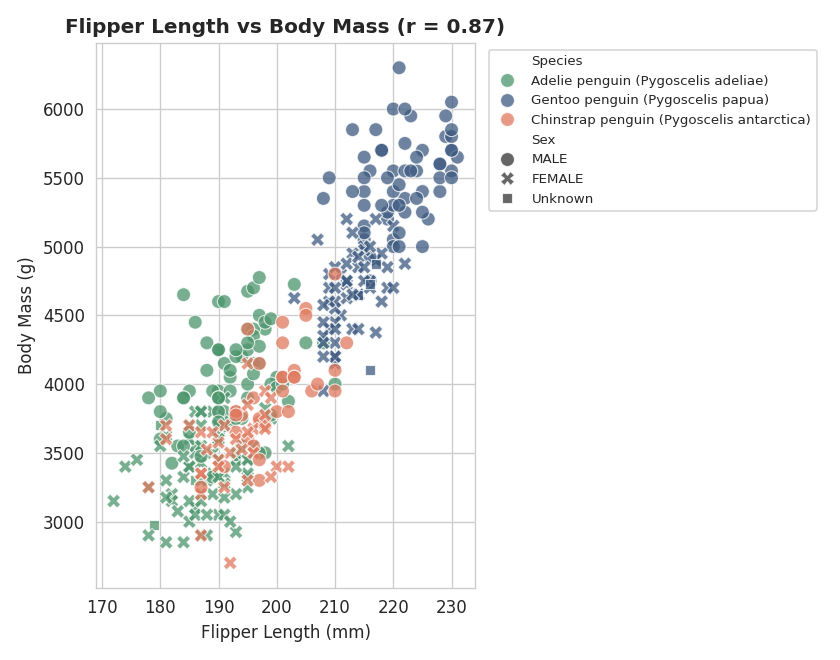 Flipper Length vs Body Mass (r = 0.87)
Species
Adelie penguin (Pygoscelis adeliae)
Gentoo penguin (Pygoscelis papua)
Chinstrap penguin (Pygoscelis antarctica)
Sex
MALE
FEMALE
Unknown
Body Mass (g)
6000
5500
5000
4500
4000
3500
3000
170 180 190 200 210 220 230
Flipper Length (mm)